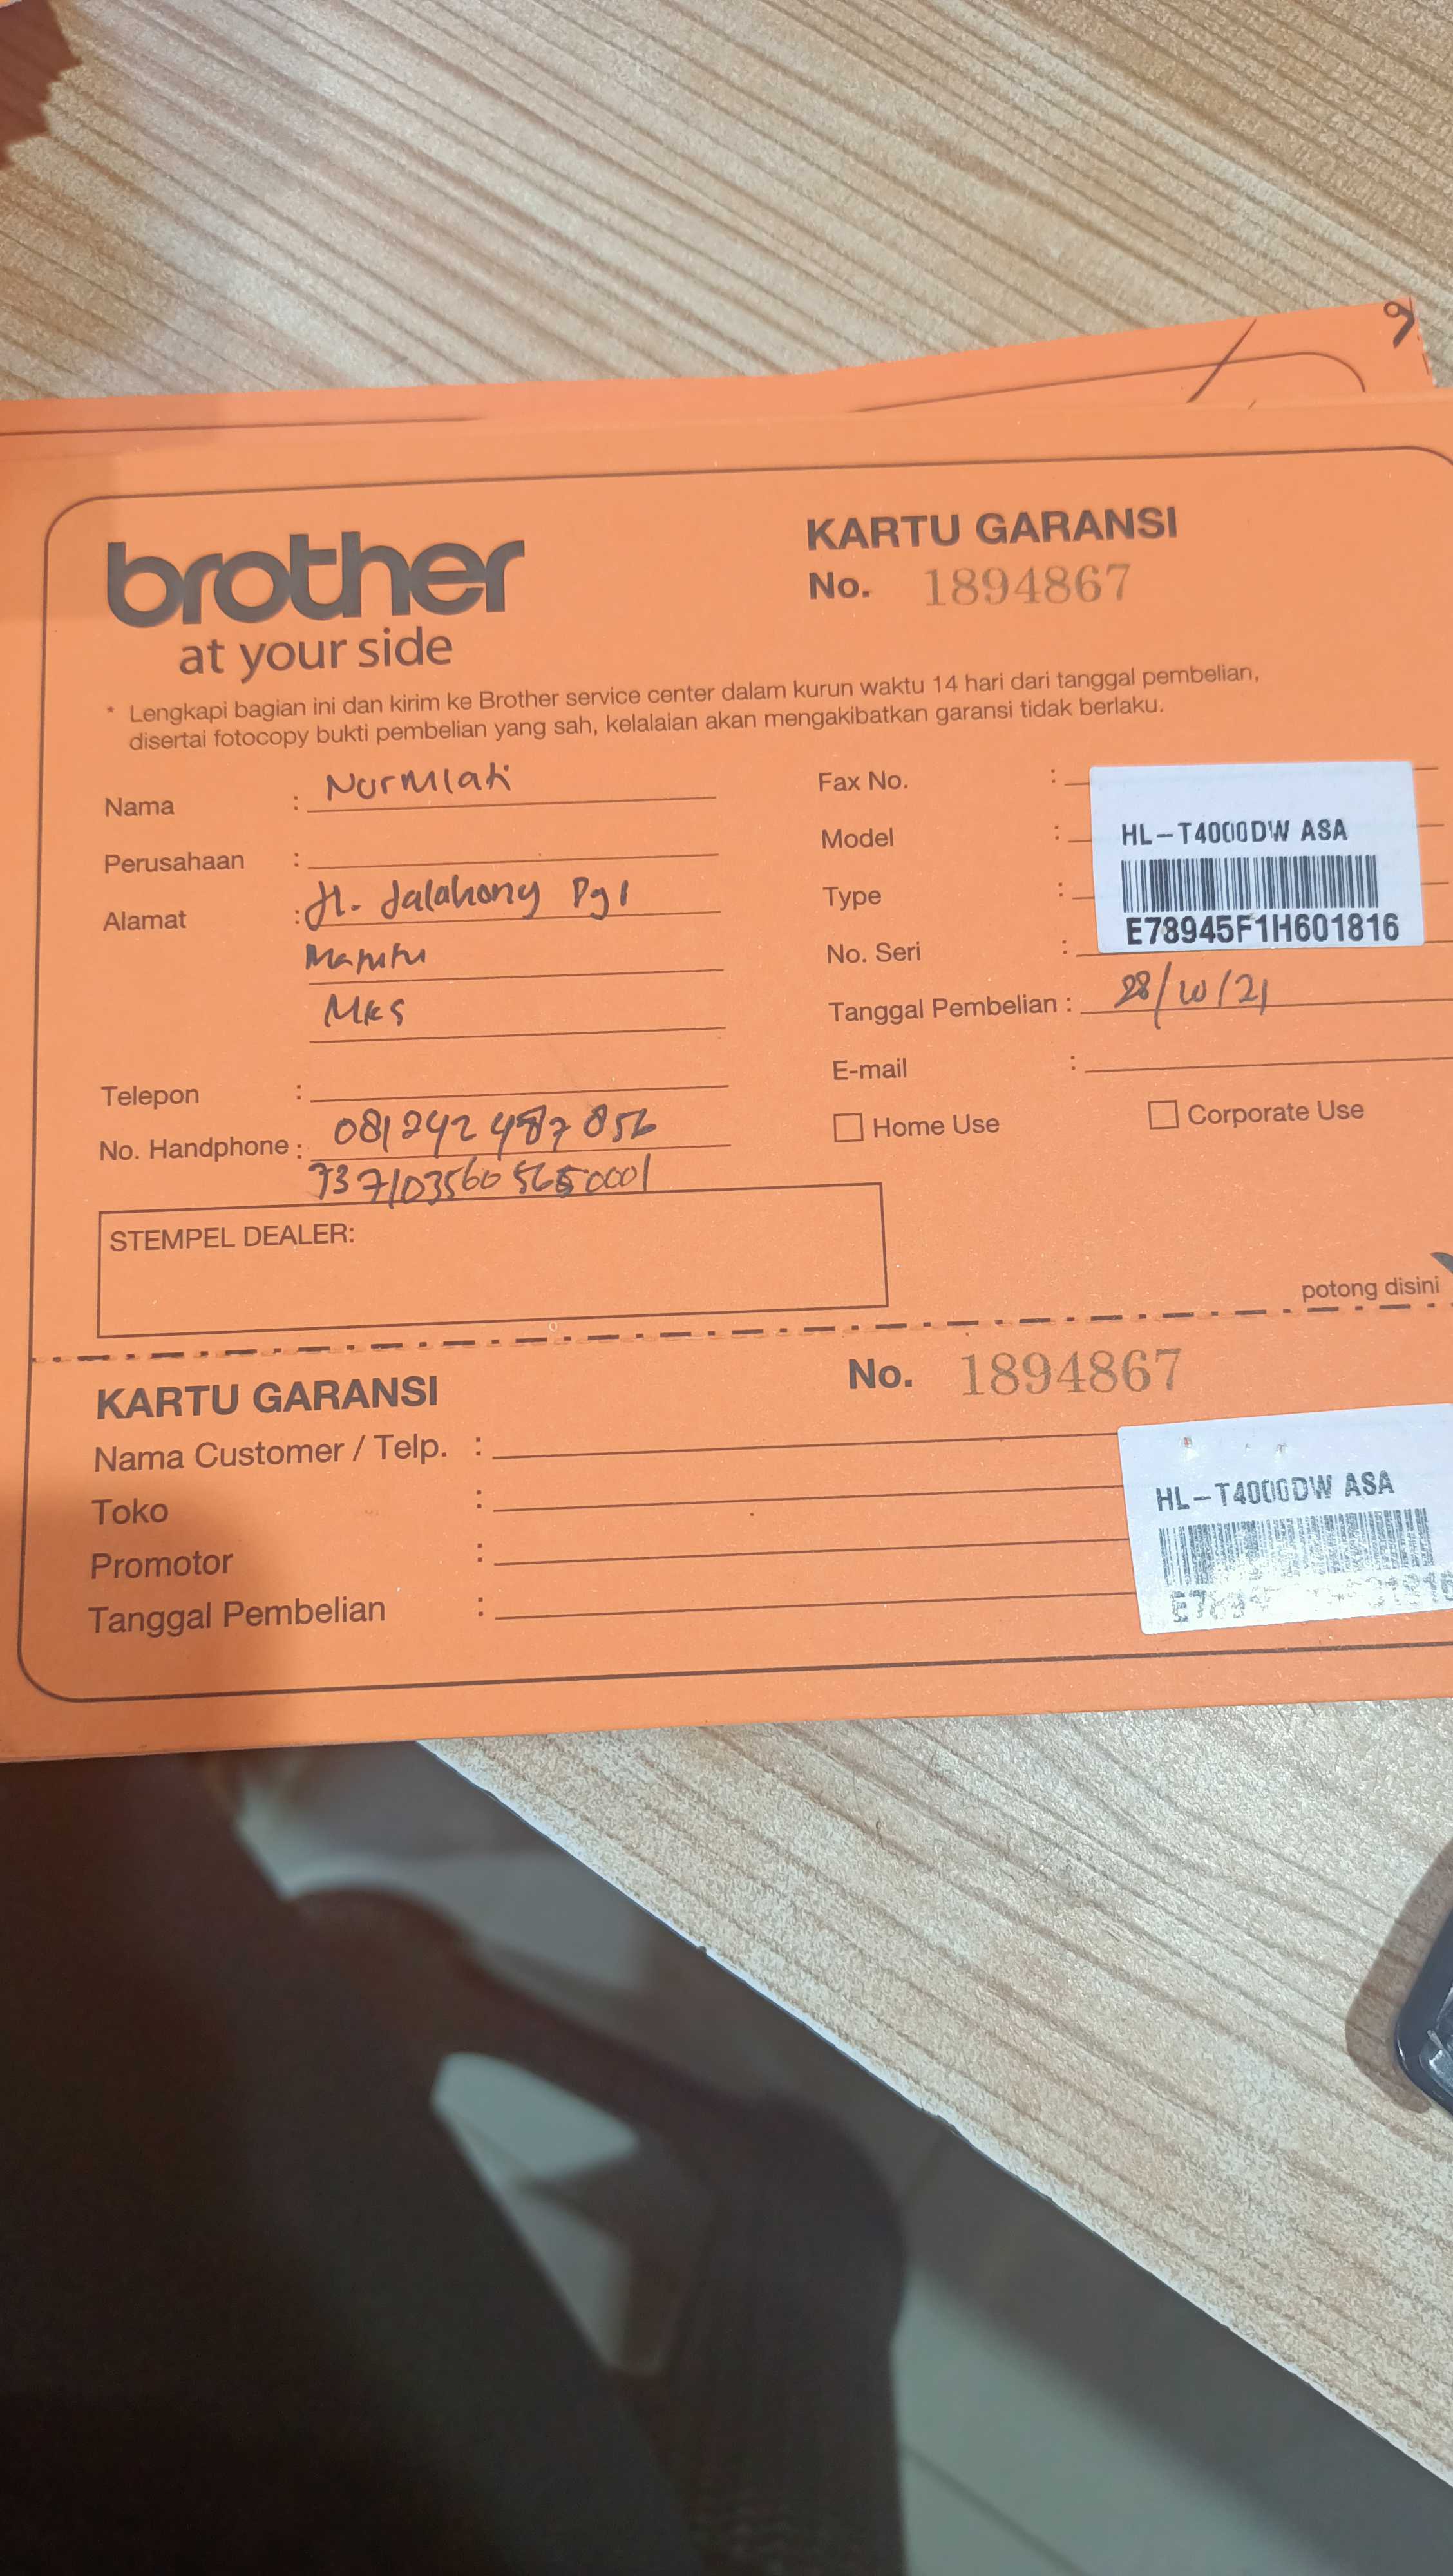 brother
at your side
KARTU GARANSI
No. 1894867
* Lengkapi bagian ini dan kirim ke Brother service center dalam kurun waktu 14 hari dari tanggal pembelian,
disertai fotocopy bukti pembelian yang sah, kelalaian akan mengakibatkan garansi tidak berlaku.
Nama : Nurmiati
Perusahaan :
Alamat : Jl. Jalahong Dg
Mks
Telepon :
No. Handphone : 081242487856
STEMPEL DEALER:
Fax No. :
Model : HL-T4000DW ASA
Type :
No. Seri : E78945F1H601816
Tanggal Pembelian : 28/10/21
E-mail :
Home Use
Corporate Use
potong disini
KARTU GARANSI
No. 1894867
Nama Customer / Telp. :
Toko :
Promotor :
Tanggal Pembelian :
HL-T4000DW ASA